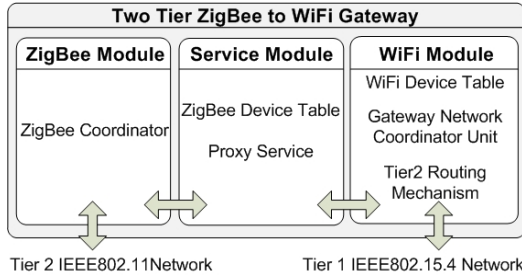 Two Tier ZigBee to WiFi Gateway
ZigBee Module
ZigBee Coordinator
Service Module
ZigBee Device Table
Proxy Service
WiFi Module
WiFi Device Table
Gateway Network
Coordinator Unit
Tier2 Routing
Mechanism
Tier 2 IEEE802.11Network
Tier 1 IEEE802.15.4 Network